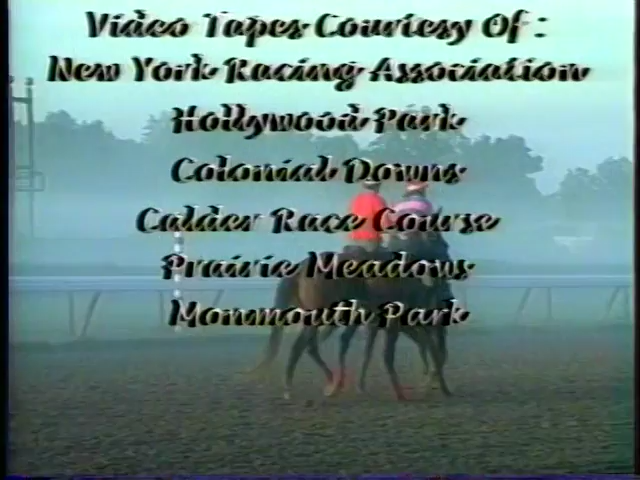 Video Tapes Courtesy Of:
New York Racing Association
Hollywood Park
Colonial Downs
Calder Race Course
Prairie Meadows
Monmouth Park